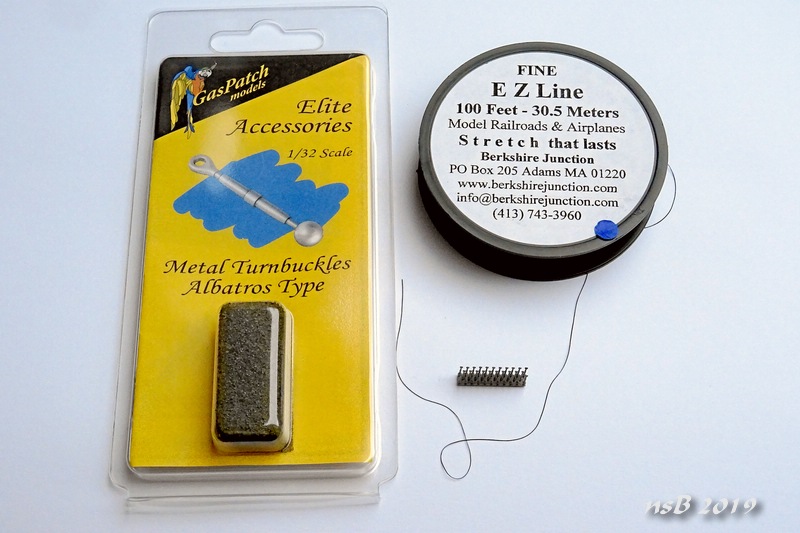 GasPatch
models
Elite
Accessories
1/32 Scale
Metal Turnbuckles
Albatros Type
FINE
E Z Line
100 Feet - 30.5 Meters
Model Railroads & Airplanes
Stretch that lasts
Berkshire Junction
PO Box 205 Adams MA 01220
www.berkshirejunction.com
info@berkshirejunction.com
(413) 743-3960
nsB 2019